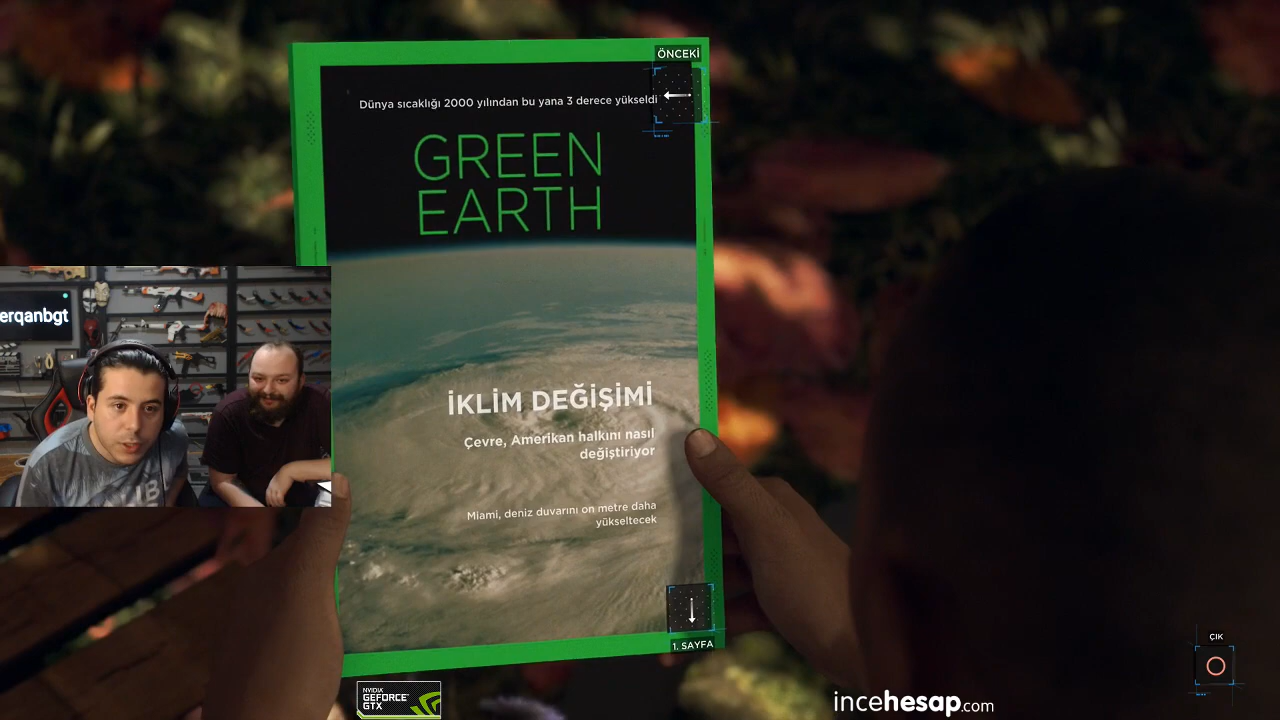 ÖNCEKİ
Dünya sıcaklığı 2000 yılından bu yana 3 derece yükseldi
GREEN
EARTH
erqanbgt
İKLİM DEĞİŞİMİ
Çevre, Amerikan halkını nasıl
değiştiriyor
Miami, deniz duvarını on metre daha
yükseltecek
1. SAYFA
ÇIK
NVIDIA
GEFORCE
GTX
incehesap.com